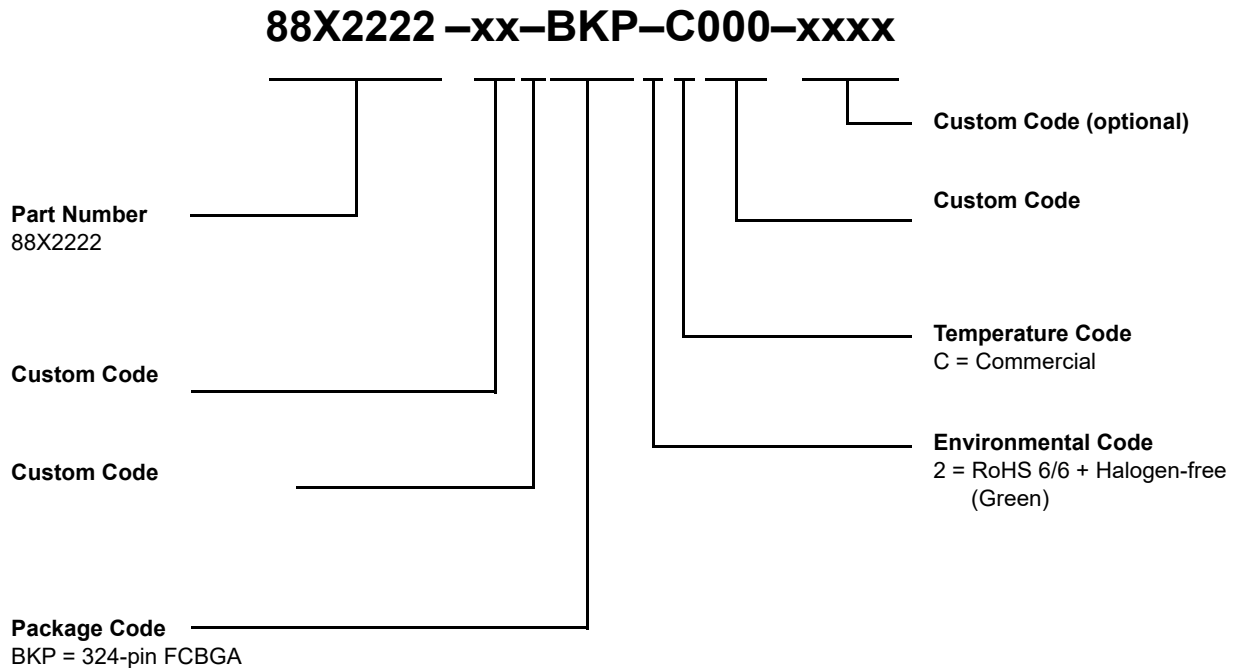 88X2222 –xx–BKP–C000–xxxx
Custom Code (optional)
Custom Code
Part Number
88X2222
Temperature Code
C = Commercial
Custom Code
Environmental Code
2 = RoHS 6/6 + Halogen-free
(Green)
Custom Code
Package Code
BKP = 324-pin FCBGA